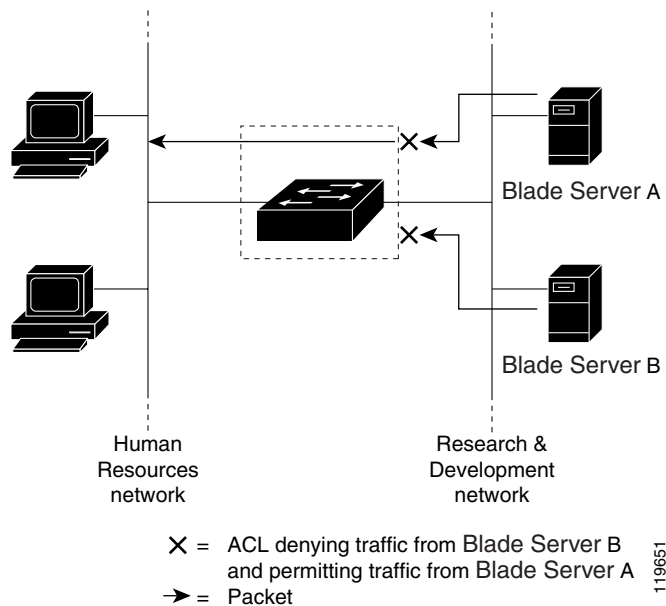 Blade Server A
Blade Server B
Human
Resources
network
Research &
Development
network
X = ACL denying traffic from Blade Server B
and permitting traffic from Blade Server A
→ = Packet
119651